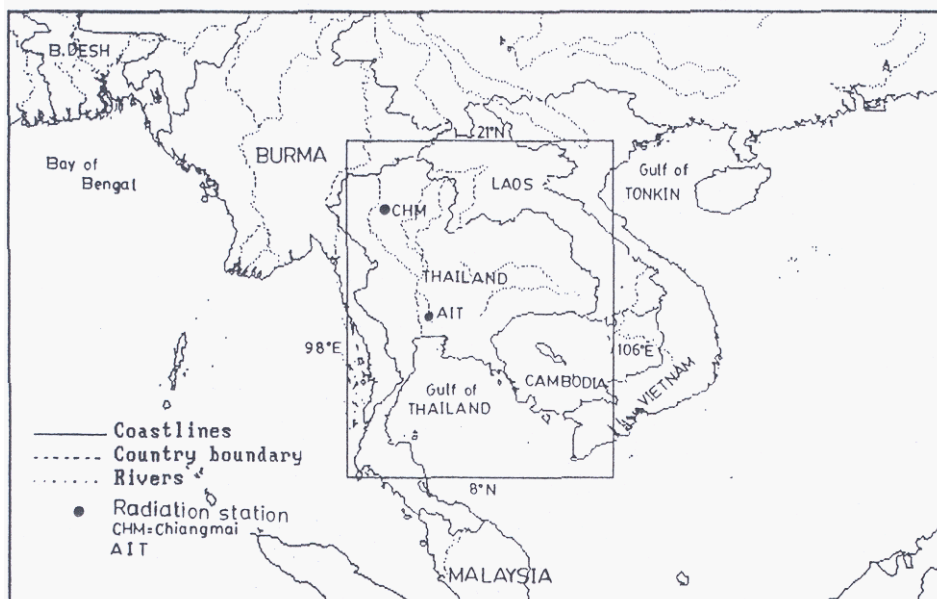 B.DESH
Bay of
Bengal
BURMA
21°N
LAOS
Gulf of
TONKIN
CHM
THAILAND
AIT
98°E
106°E
Gulf of
THAILAND
CAMBODIA
VIETNAM
Coastlines
Country boundary
Rivers
Radiation station
CHM=Chiangmai
AIT
8°N
MALAYSIA